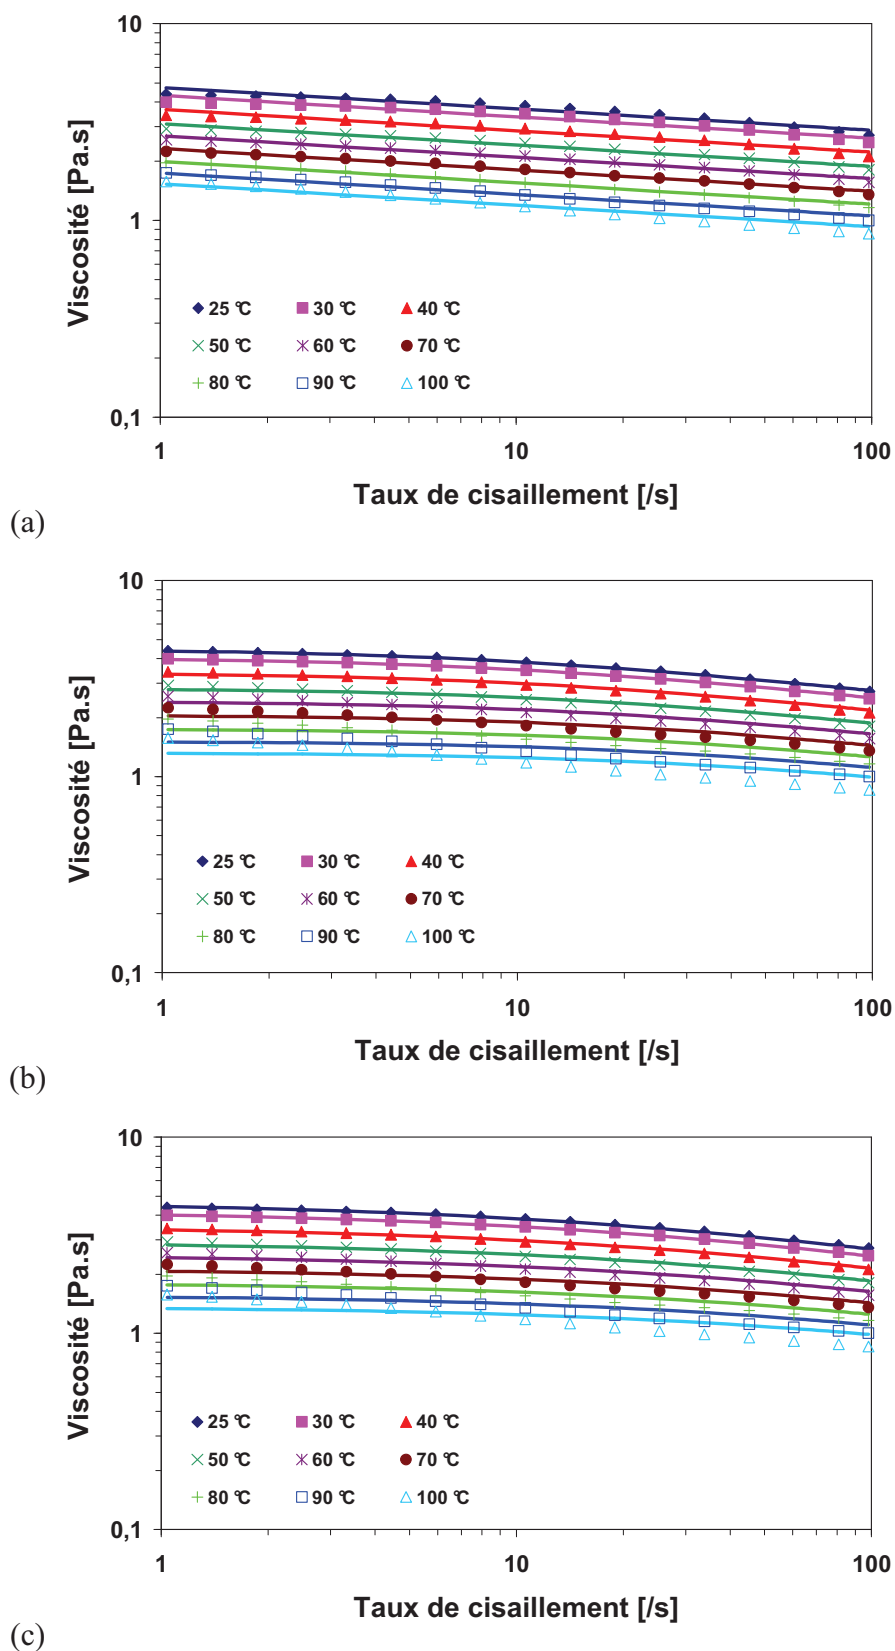 10
1
0,1
Viscosité [Pa.s]
25 °C 30 °C 40 °C
50 °C 60 °C 70 °C
80 °C 90 °C 100 °C
1 10 100
Taux de cisaillement [/s]
(a)
10
1
0,1
Viscosité [Pa.s]
25 °C 30 °C 40 °C
50 °C 60 °C 70 °C
80 °C 90 °C 100 °C
1 10 100
Taux de cisaillement [/s]
(b)
10
1
0,1
Viscosité [Pa.s]
25 °C 30 °C 40 °C
50 °C 60 °C 70 °C
80 °C 90 °C 100 °C
1 10 100
Taux de cisaillement [/s]
(c)